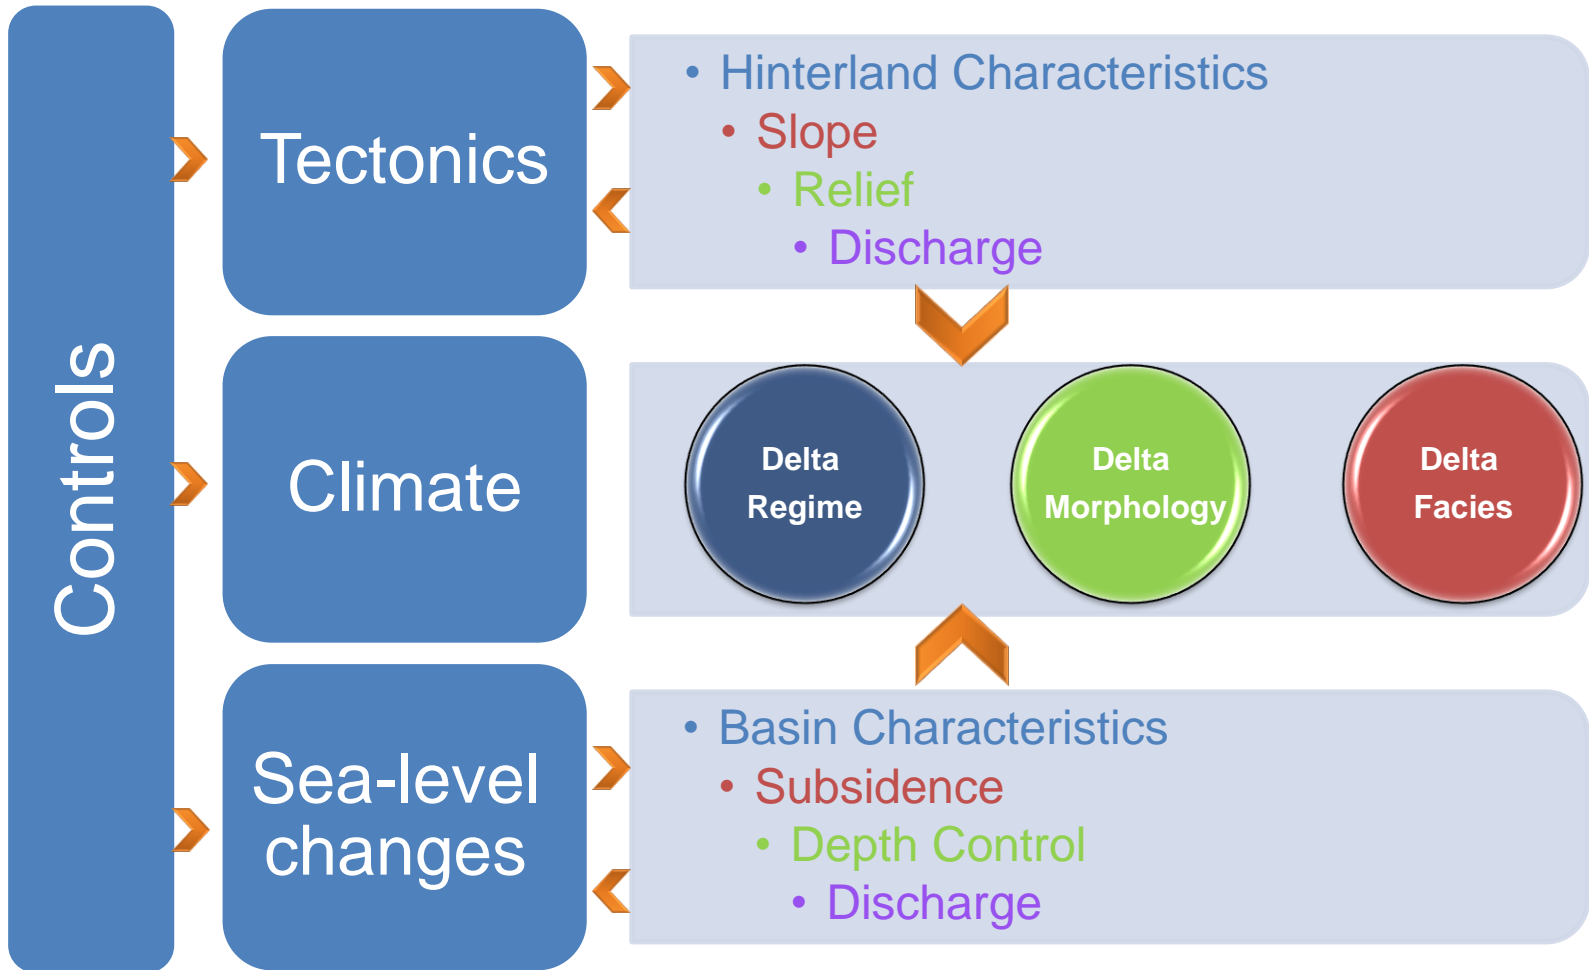 Controls
Tectonics
• Hinterland Characteristics
• Slope
• Relief
• Discharge
Climate
Delta
Regime
Delta
Morphology
Delta
Facies
Sea-level
changes
• Basin Characteristics
• Subsidence
• Depth Control
• Discharge